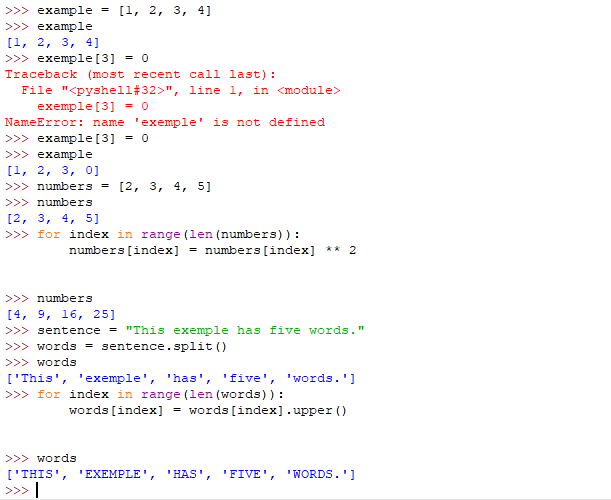 >>> example = [1, 2, 3, 4]
>>> example
[1, 2, 3, 4]
>>> exemple[3] = 0
Traceback (most recent call last):
  File "<pyshell#32>", line 1, in <module>
    exemple[3] = 0
NameError: name 'exemple' is not defined
>>> example[3] = 0
>>> example
[1, 2, 3, 0]
>>> numbers = [2, 3, 4, 5]
>>> numbers
[2, 3, 4, 5]
>>> for index in range(len(numbers)):
        numbers[index] = numbers[index] ** 2
>>> numbers
[4, 9, 16, 25]
>>> sentence = "This exemple has five words."
>>> words = sentence.split()
>>> words
['This', 'exemple', 'has', 'five', 'words.']
>>> for index in range(len(words)):
        words[index] = words[index].upper()
>>> words
['THIS', 'EXEMPLE', 'HAS', 'FIVE', 'WORDS.']
>>>